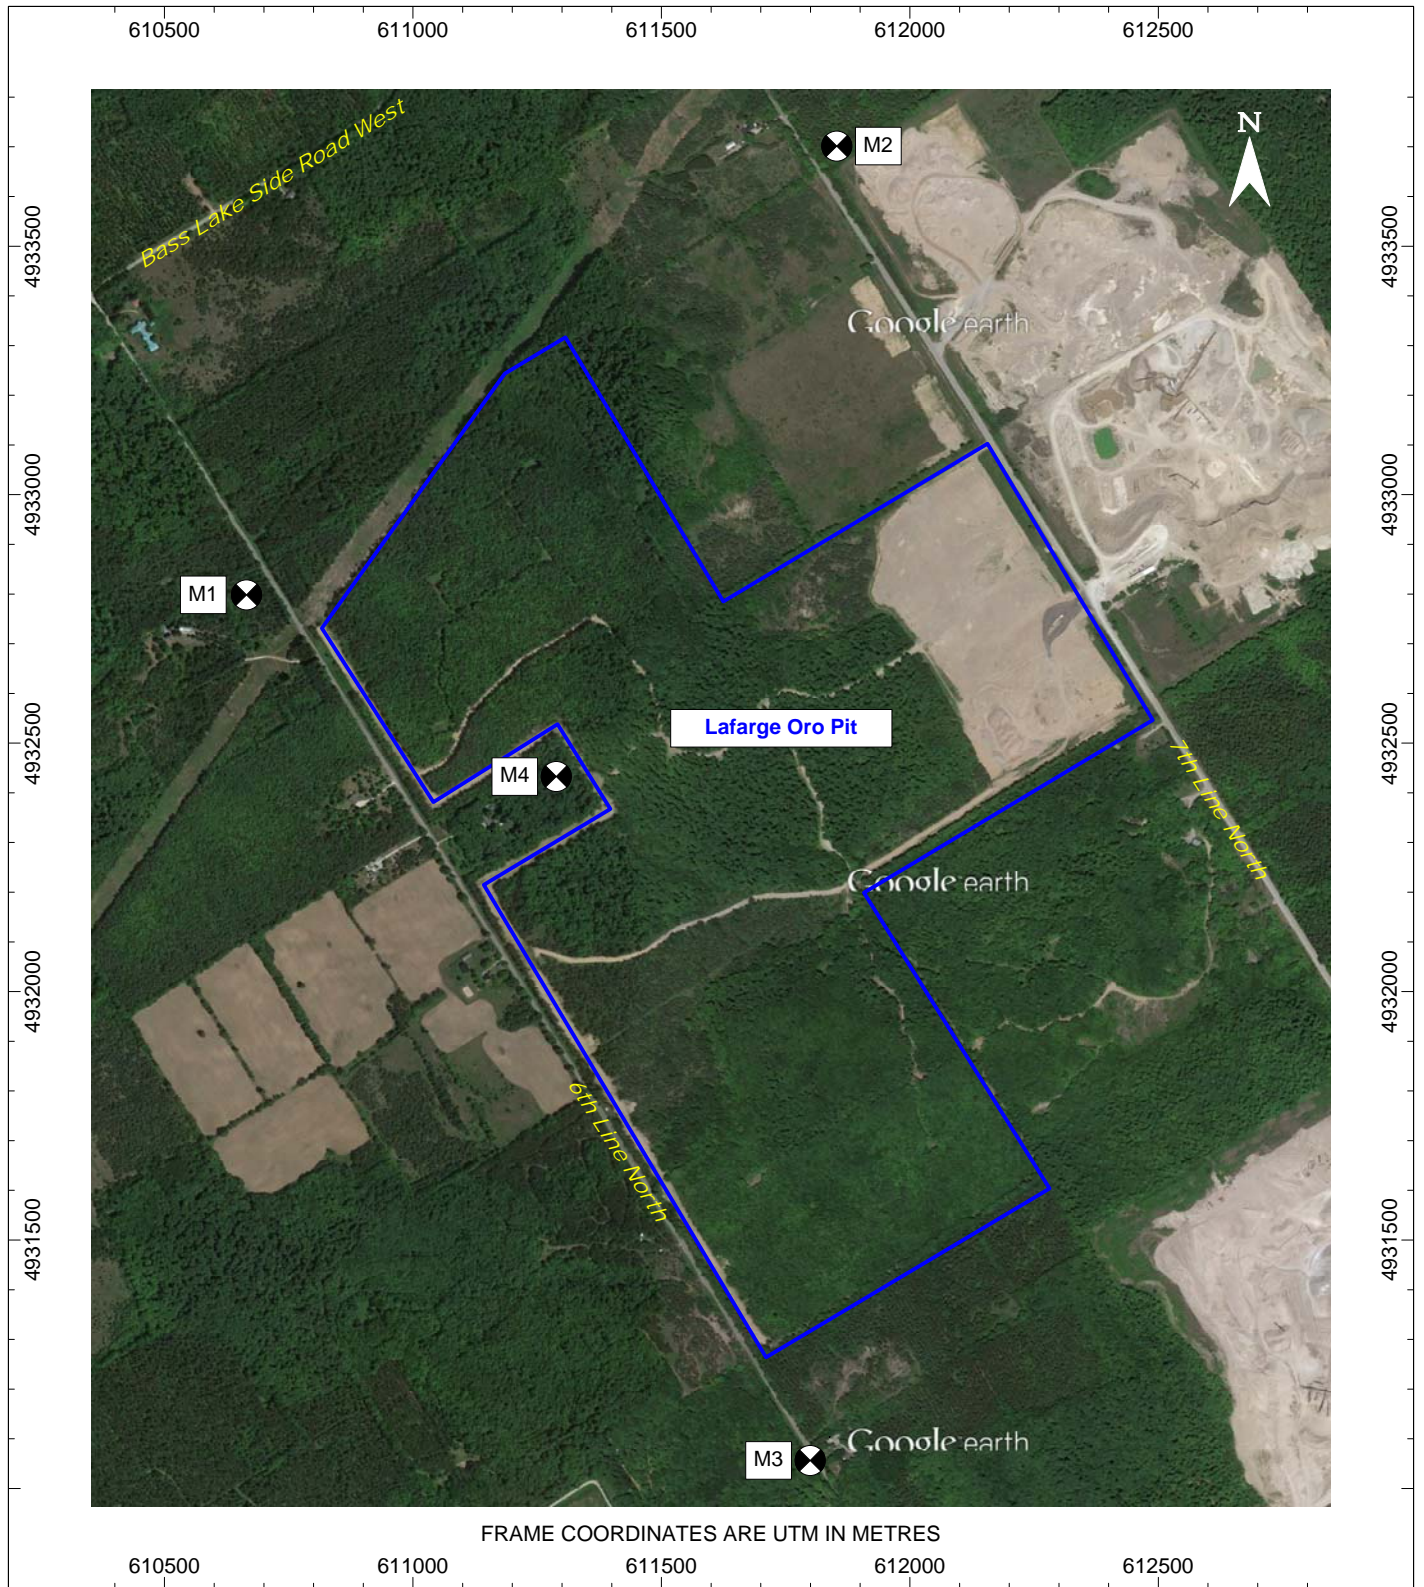 610500 611000 611500 612000 612500
Bass Lake Side Road West
N
M2
4933500 4933500
Google earth
4933000 4933000
M1
4932500 4932500
Lafarge Oro Pit
M4
7th Line North
Google earth
4932000 4932000
6th Line North
4931500 4931500
M3
Google earth
FRAME COORDINATES ARE UTM IN METRES
610500 611000 611500 612000 612500